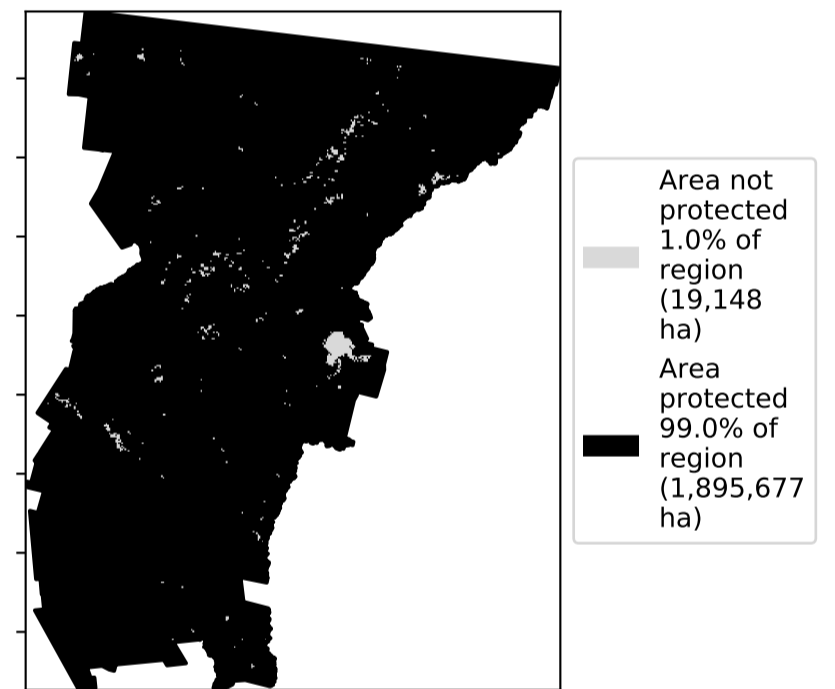 Area not
protected
1.0% of
region
(19,148
ha)
Area
protected
99.0% of
region
(1,895,677
ha)